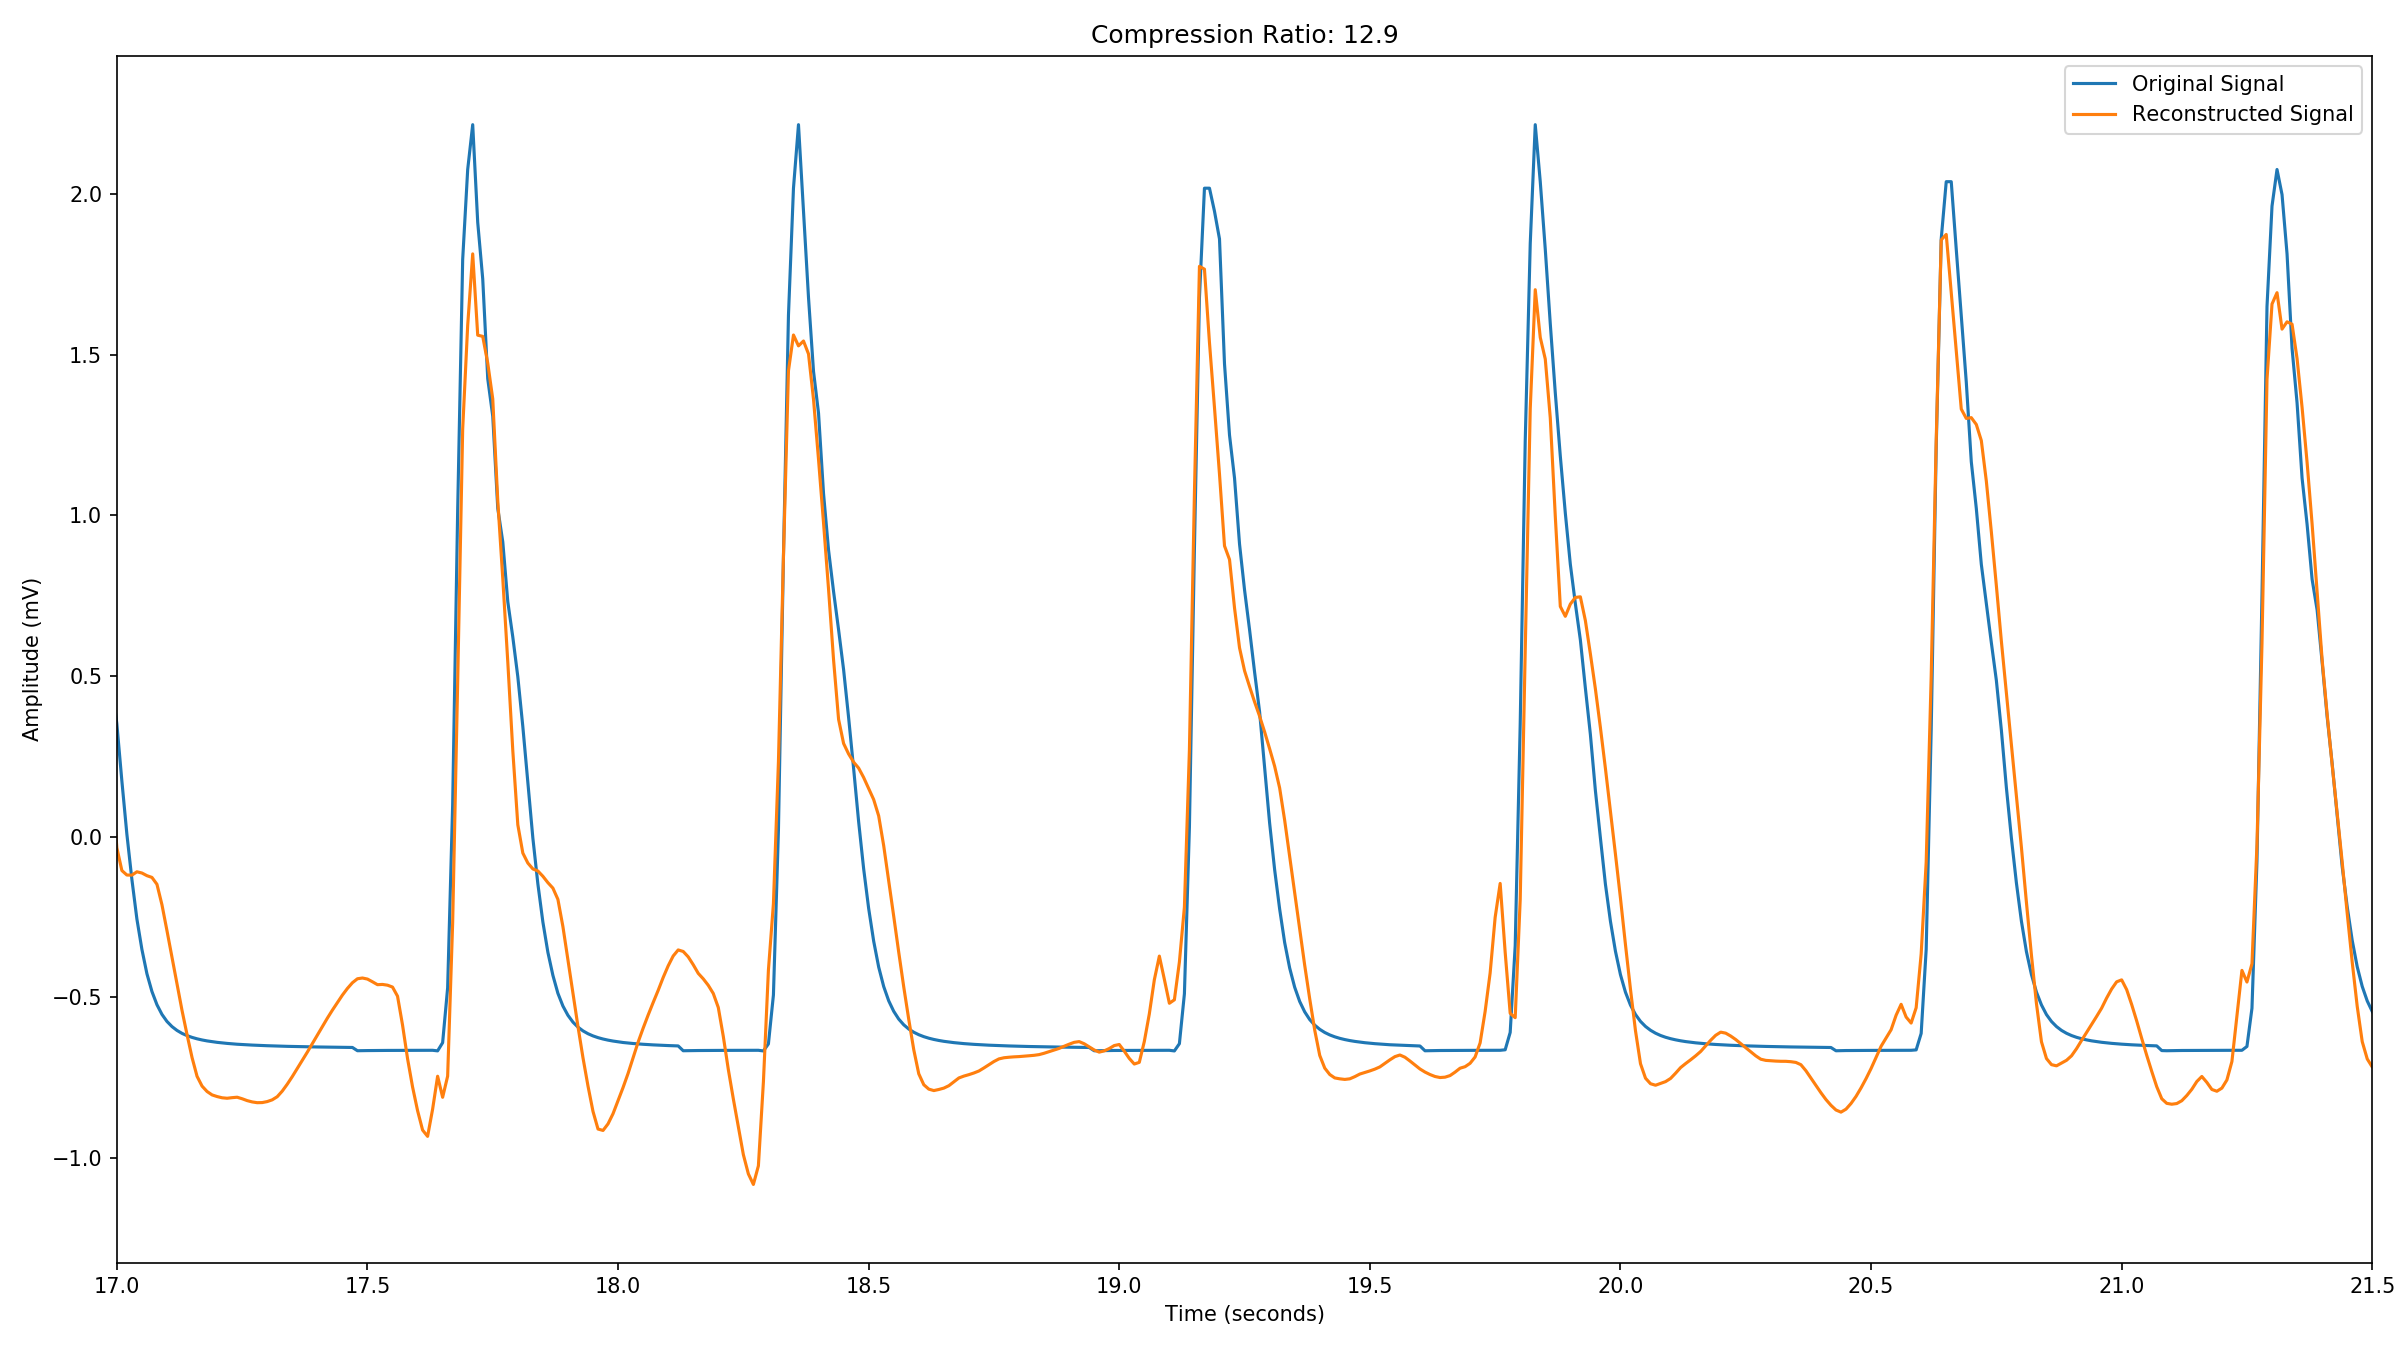 Compression Ratio: 12.9
Original Signal
Reconstructed Signal
Amplitude (mV)
2.0
1.5
1.0
0.5
0.0
−0.5
−1.0
17.0 17.5 18.0 18.5 19.0 19.5 20.0 20.5 21.0 21.5
Time (seconds)